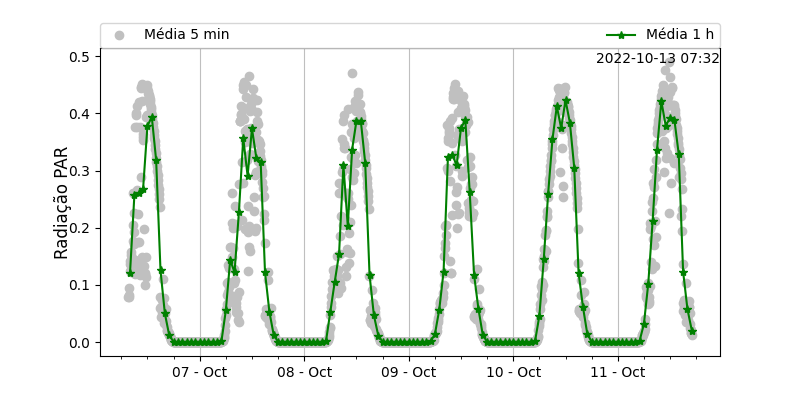 Média 5 min
Média 1 h
2022-10-13 07:32
Radiação PAR
0.5
0.4
0.3
0.2
0.1
0.0
07 - Oct
08 - Oct
09 - Oct
10 - Oct
11 - Oct